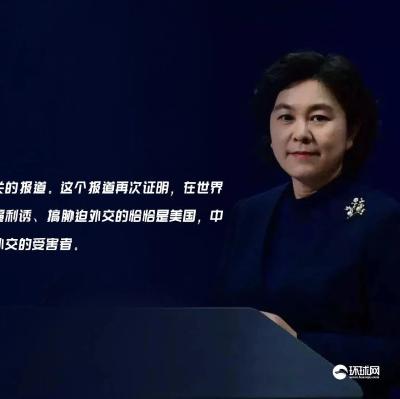 的报道. 这个报道再次证明, 在世界
利诱、搞胁迫外交的恰恰是美国, 中
外交的受害者.
环球网